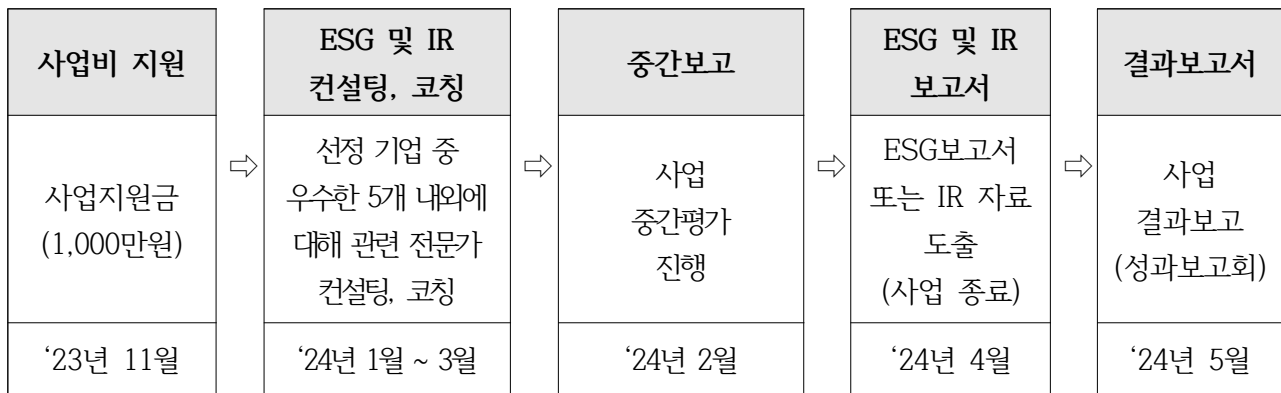 사업비 지원
ESG 및 IR
컨설팅, 코칭
중간보고
ESG 및 IR
보고서
결과보고서
사업지원금
(1,000만원)
⇨
선정 기업 중
우수한 5개 내외에
대해 관련 전문가
컨설팅, 코칭
⇨
사업
중간평가
진행
⇨
ESG보고서
또는 IR 자료
도출
(사업 종료)
⇨
사업
결과보고
(성과보고회)
‘23년 11월
‘24년 1월 ~ 3월
‘24년 2월
‘24년 4월
‘24년 5월